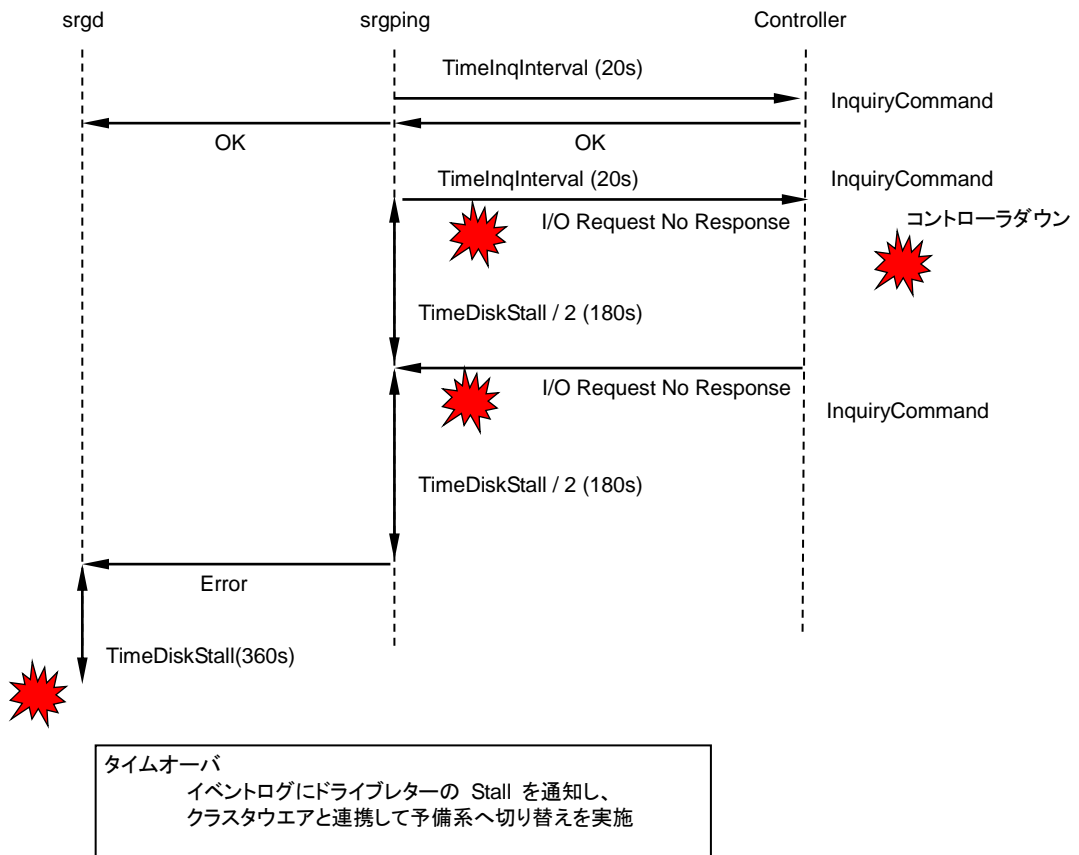 srgd
srgping
Controller
TimeInqInterval (20s)
InquiryCommand
OK
OK
TimeInqInterval (20s)
InquiryCommand
I/O Request No Response
コントローラダウン
TimeDiskStall / 2 (180s)
I/O Request No Response
InquiryCommand
TimeDiskStall / 2 (180s)
Error
TimeDiskStall(360s)
タイムオーバ
イベントログにドライブレターの Stall を通知し、
クラスタウエアと連携して予備系へ切り替えを実施